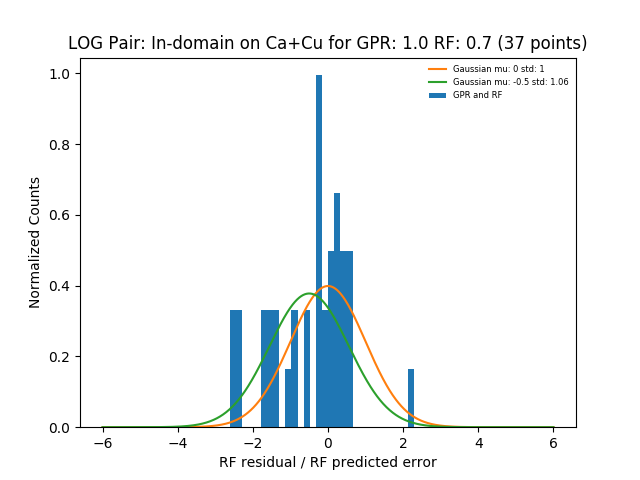 LOG Pair: In-domain on Ca+Cu for GPR: 1.0 RF: 0.7 (37 points)
Gaussian mu: 0 std: 1
Gaussian mu: -0.5 std: 1.06
GPR and RF
Normalized Counts
1.0
0.8
0.6
0.4
0.2
0.0
−6 −4 −2 0 2 4 6
RF residual / RF predicted error